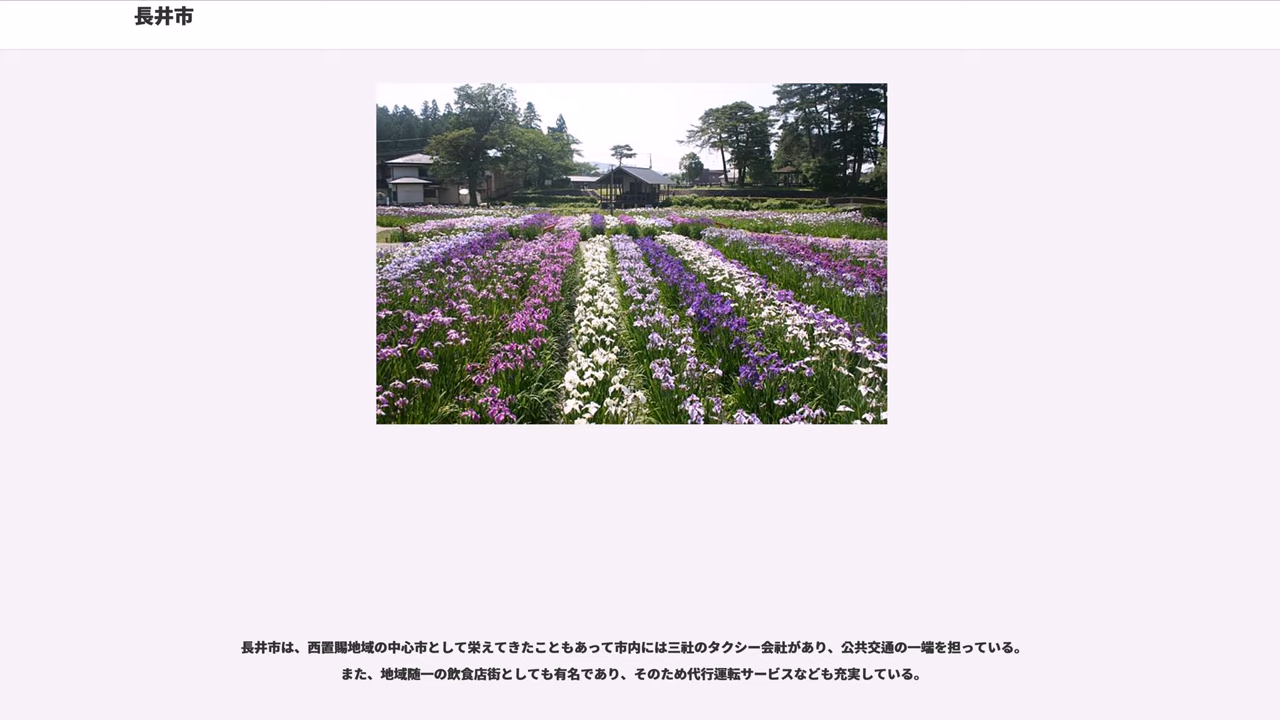 長井市
長井市は、西置賜地域の中心市として栄えてきたこともあって市内には三社のタクシー会社があり、公共交通の一端を担っている。
また、地域随一の飲食店街としても有名であり、そのため代行運転サービスなども充実している。